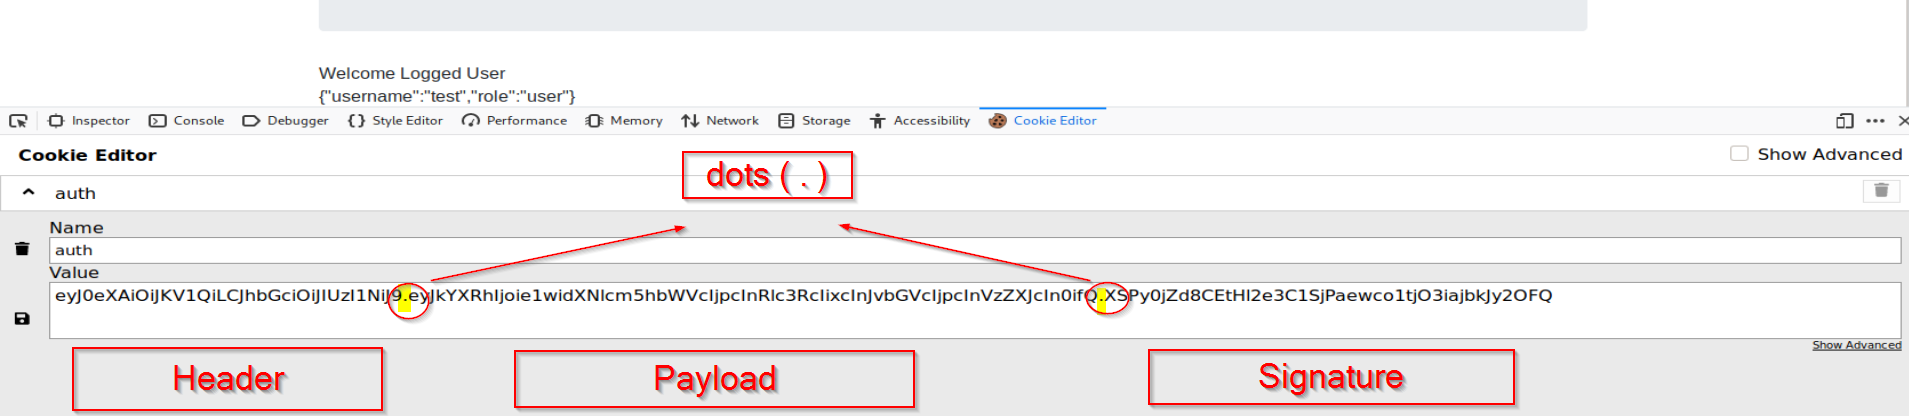 Welcome Logged User
{"username":"test","role":"user"}
Inspector Console Debugger Style Editor Performance Memory Network Storage Accessibility Cookie Editor
Cookie Editor
Show Advanced
dots ( . )
auth
Name
auth
Value
eyJ0eXAiOiJKV1QiLCJhbGciOiJIUzI1NiJ9.eyJkYXRhIjoie1widXNlcm5hbWVcIjpcInRlc3RcIixcInJvbGVcIjpcInVzZXJcIn0ifQ.XSPy0jZd8CEtHI2e3C1SjPaewco1tjO3iajbkJy2OFQ
Show Advanced
Header
Payload
Signature